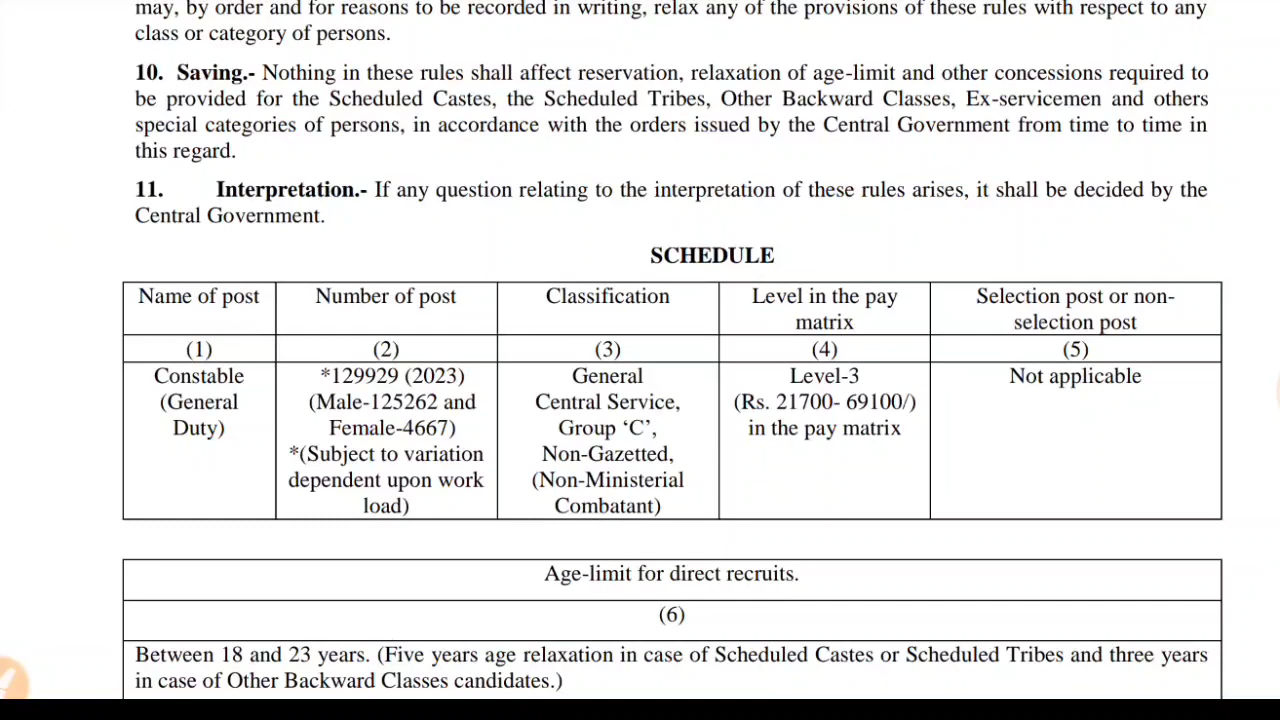 may, by order and for reasons to be recorded in writing, relax any of the provisions of these rules with respect to any
class or category of persons.
10. Saving.- Nothing in these rules shall affect reservation, relaxation of age-limit and other concessions required to
be provided for the Scheduled Castes, the Scheduled Tribes, Other Backward Classes, Ex-servicemen and others
special categories of persons, in accordance with the orders issued by the Central Government from time to time in
this regard.
11. Interpretation.- If any question relating to the interpretation of these rules arises, it shall be decided by the
Central Government.
SCHEDULE
Name of post
Number of post
Classification
Level in the pay
matrix
Selection post or non-
selection post
(1)
(2)
(3)
(4)
(5)
Constable
(General
Duty)
*129929 (2023)
(Male-125262 and
Female-4667)
*(Subject to variation
dependent upon work
load)
General
Central Service,
Group ‘C’,
Non-Gazetted,
(Non-Ministerial
Combatant)
Level-3
(Rs. 21700- 69100/)
in the pay matrix
Not applicable
Age-limit for direct recruits.
(6)
Between 18 and 23 years. (Five years age relaxation in case of Scheduled Castes or Scheduled Tribes and three years
in case of Other Backward Classes candidates.)